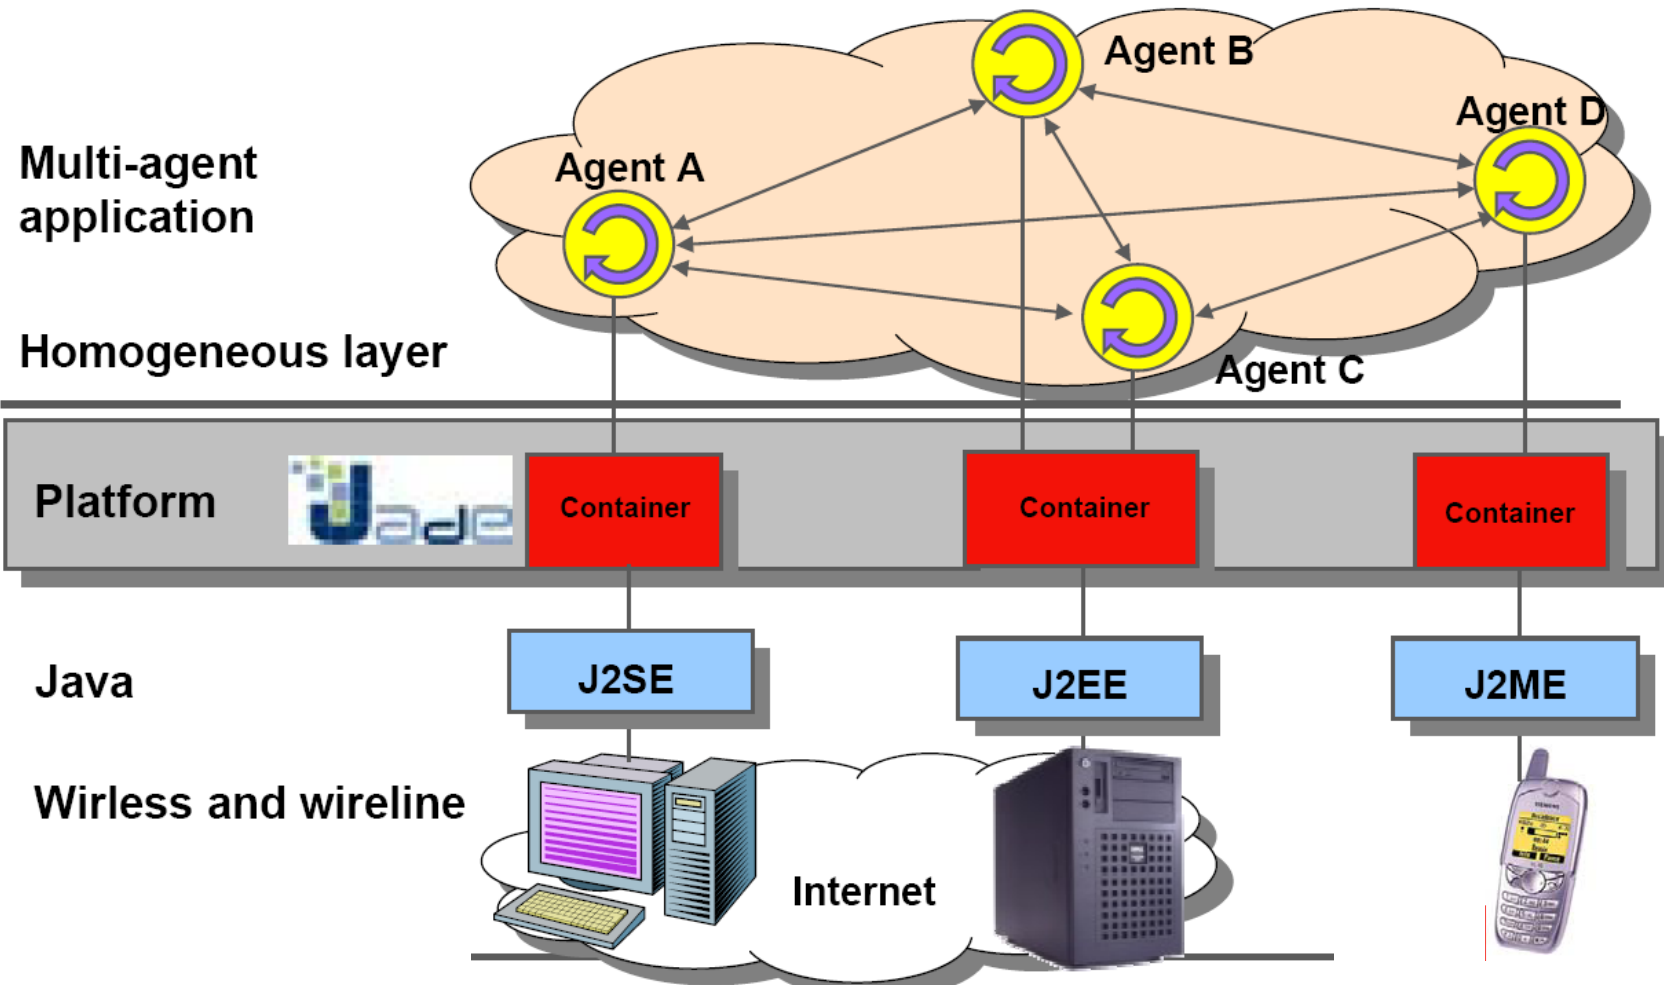 Agent B
Agent D
Multi-agent
application
Agent A
Homogeneous layer
Agent C
Platform
Jade
Container
Container
Container
Java
J2SE
J2EE
J2ME
Wirless and wireline
Internet
SIEMENS